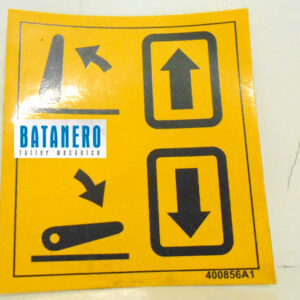 BATANERO
taller mecánico
400856A1